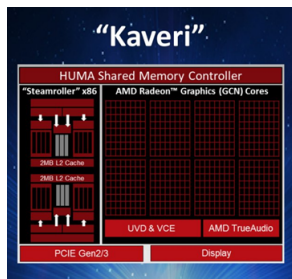 “Kaveri”
HUMA Shared Memory Controller
“Steamroller” x86
AMD Radeon™ Graphics (GCN) Cores
2MB L2 Cache
2MB L2 Cache
UVD & VCE
AMD TrueAudio
PCIE Gen2/3
Display